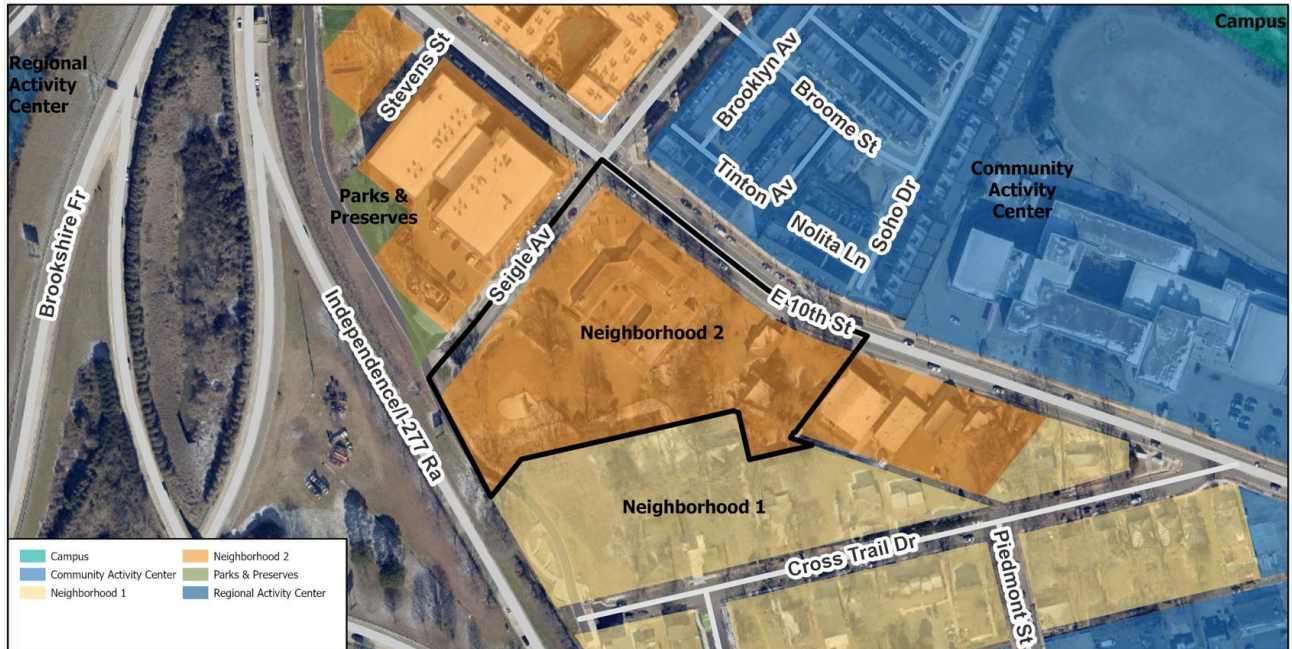 Campus
Regional
Activity
Center
Stevens St
Brooklyn Av
Broome St
Community
Activity
Center
Tinton Av
Parks &
Preserves
Nolita Ln
Soho Dr
Brookshire Fr
Seigle Av
E 10th St
Independence/I-277 Ra
Neighborhood 2
Neighborhood 1
Cross Trail Dr
Piedmont St
Campus
Community Activity Center
Neighborhood 1
Neighborhood 2
Parks & Preserves
Regional Activity Center